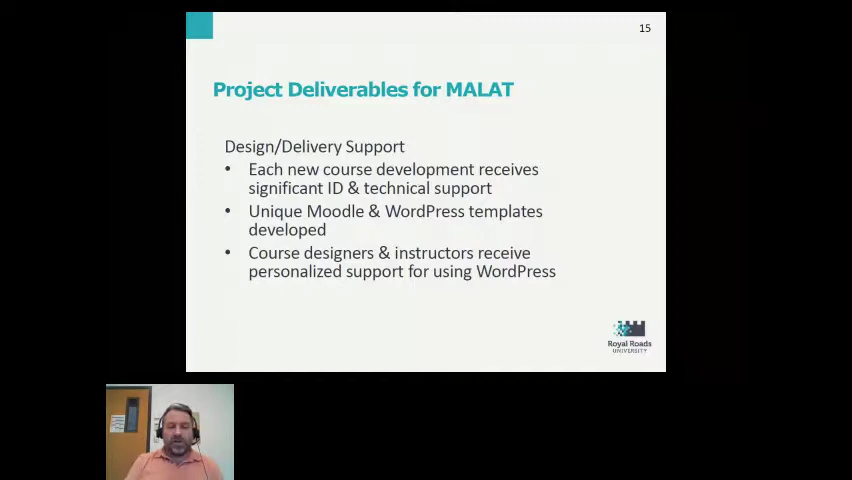 15
Project Deliverables for MALAT
Design/Delivery Support
• Each new course development receives
significant ID & technical support
• Unique Moodle & WordPress templates
developed
• Course designers & instructors receive
personalized support for using WordPress
Royal Roads
UNIVERSITY